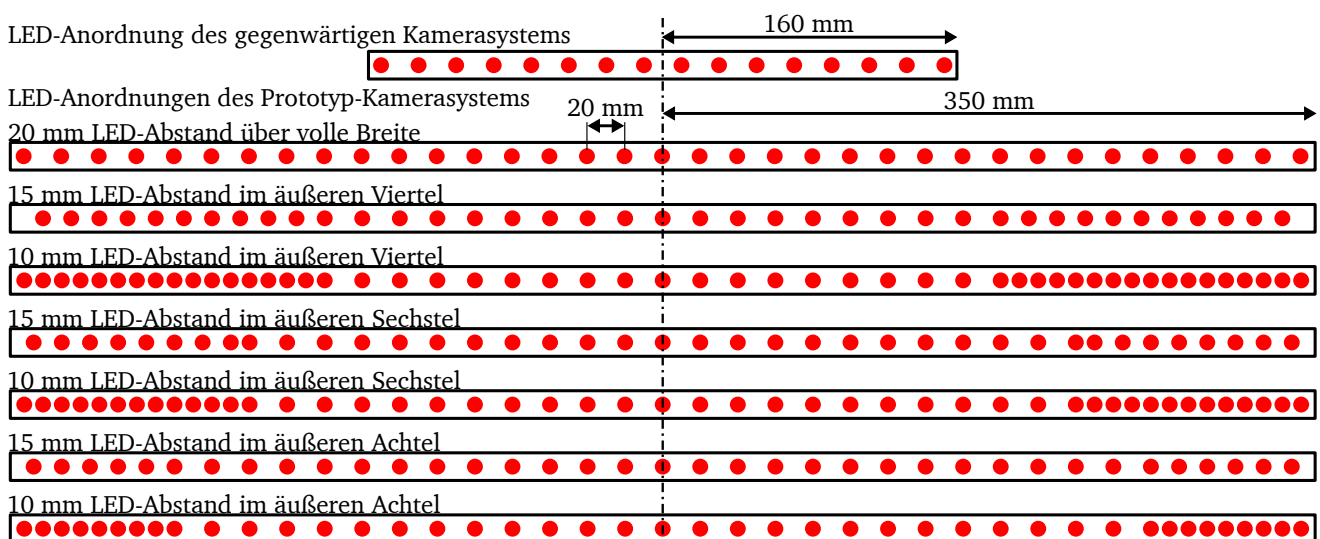 LED-Anordnung des gegenwärtigen Kamerasystems
160 mm
LED-Anordnungen des Prototyp-Kamerasystems
20 mm
350 mm
20 mm LED-Abstand über volle Breite
15 mm LED-Abstand im äußeren Viertel
10 mm LED-Abstand im äußeren Viertel
15 mm LED-Abstand im äußeren Sechstel
10 mm LED-Abstand im äußeren Sechstel
15 mm LED-Abstand im äußeren Achtel
10 mm LED-Abstand im äußeren Achtel